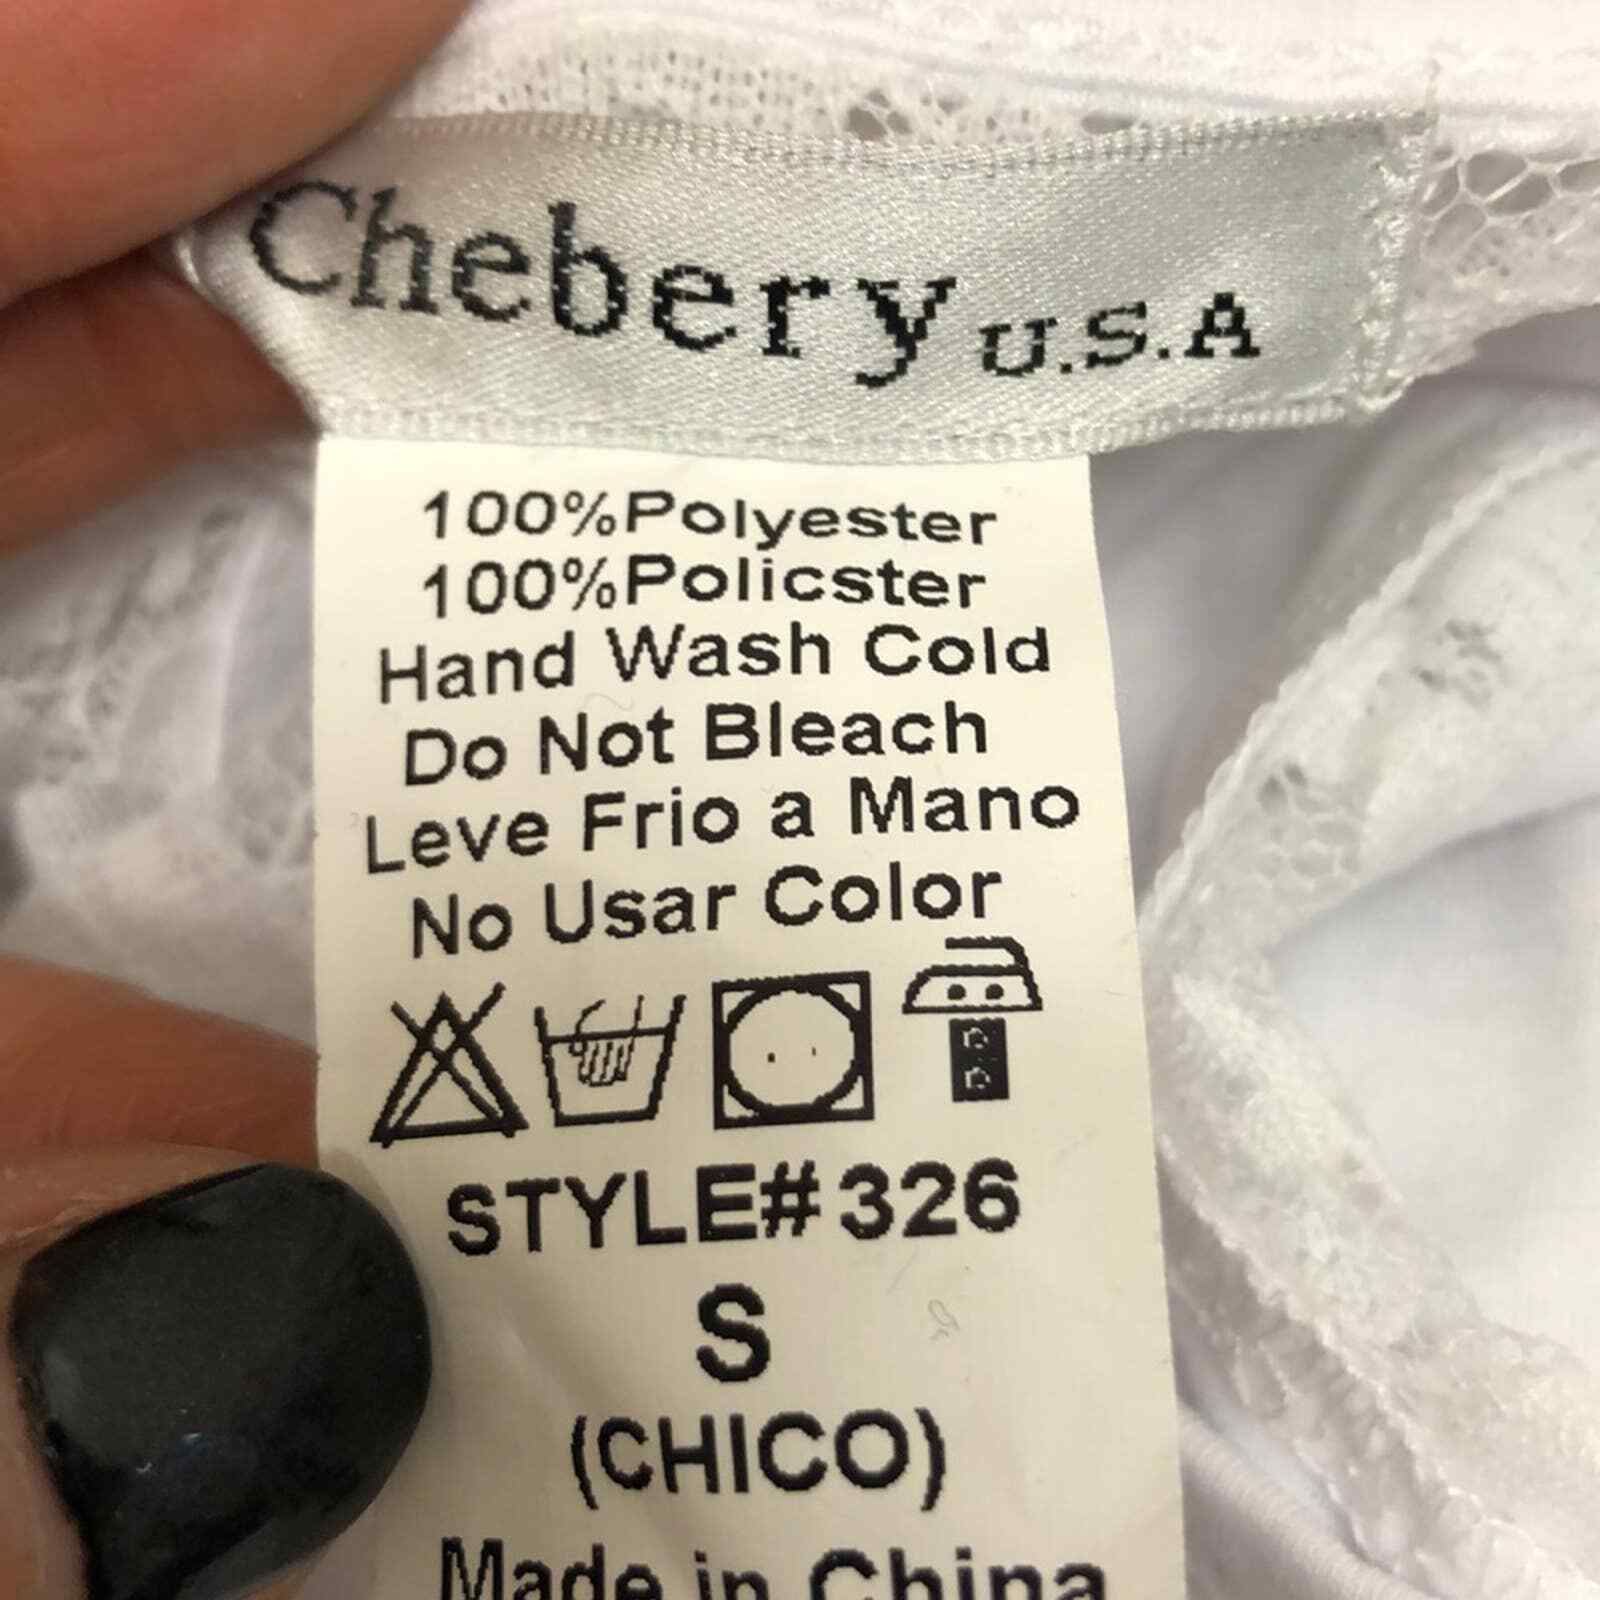 Chebery U.S.A
100%Polyester
100%Policster
Hand Wash Cold
Do Not Bleach
Leve Frio a Mano
No Usar Color
STYLE#326
S
(CHICO)
Made in China